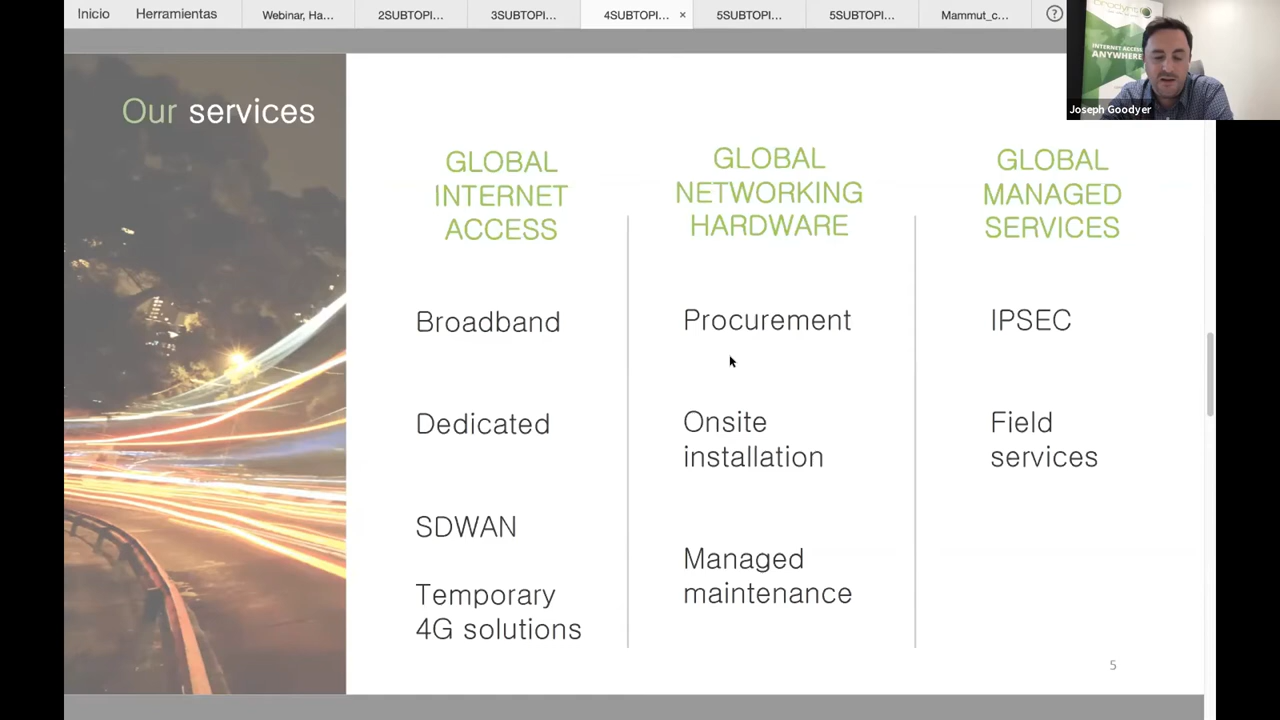 Inicio
Herramientas
Webinar, Ha...
2SUBTOPI...
3SUBTOPI...
4SUBTOPI... ×
5SUBTOPI...
5SUBTOPI...
Mammut_c...
?
INTERNET ACCESS
ANYWHERE
Joseph Goodyer
Our services
GLOBAL
INTERNET
ACCESS
Broadband
Dedicated
SDWAN
Temporary
4G solutions
GLOBAL
NETWORKING
HARDWARE
Procurement
Onsite
installation
Managed
maintenance
GLOBAL
MANAGED
SERVICES
IPSEC
Field
services
5